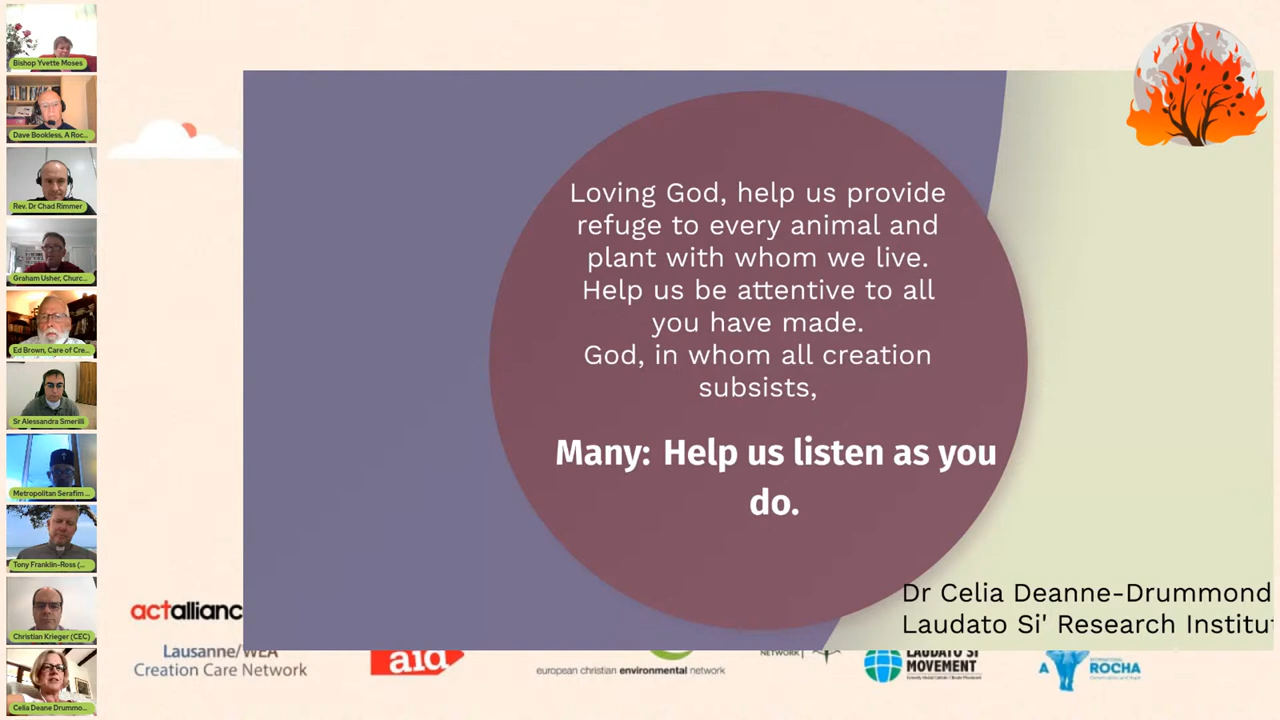 Bishop Yvette Moses
Dave Bookless, A Roc...
Rev. Dr Chad Rimmer
Graham Usher, Churc...
Ed Brown, Care of Cre...
Sr Alessandra Smerilli
Metropolitan Serafim ...
Tony Franklin-Ross (...
Christian Krieger (CEC)
Celia Deane Drummo...
Loving God, help us provide
refuge to every animal and
plant with whom we live.
Help us be attentive to all
you have made.
God, in whom all creation
subsists,
Many: Help us listen as you
do.
Dr Celia Deanne-Drummond
Laudato Si' Research Institu
actallianc
Lausanne/WEA
Creation Care Network
aid
european christian environmental network
NETWORK
LAUDATO SI
MOVEMENT
A ROCHA